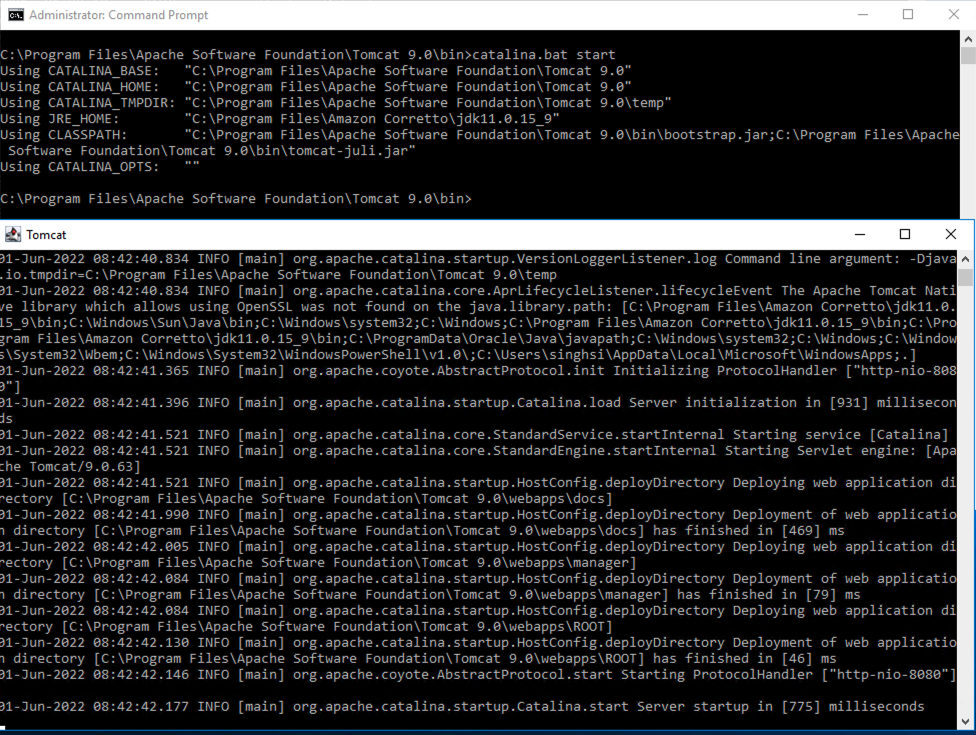 Administrator: Command Prompt
C:\Program Files\Apache Software Foundation\Tomcat 9.0\bin>catalina.bat start
Using CATALINA_BASE:   "C:\Program Files\Apache Software Foundation\Tomcat 9.0"
Using CATALINA_HOME:   "C:\Program Files\Apache Software Foundation\Tomcat 9.0"
Using CATALINA_TMPDIR: "C:\Program Files\Apache Software Foundation\Tomcat 9.0\temp"
Using JRE_HOME:        "C:\Program Files\Amazon Corretto\jdk11.0.15_9"
Using CLASSPATH:       "C:\Program Files\Apache Software Foundation\Tomcat 9.0\bin\bootstrap.jar;C:\Program Files\Apache
 Software Foundation\Tomcat 9.0\bin\tomcat-juli.jar"
Using CATALINA_OPTS:   ""
C:\Program Files\Apache Software Foundation\Tomcat 9.0\bin>
Tomcat
01-Jun-2022 08:42:40.834 INFO [main] org.apache.catalina.startup.VersionLoggerListener.log Command line argument: -Djava
.io.tmpdir=C:\Program Files\Apache Software Foundation\Tomcat 9.0\temp
01-Jun-2022 08:42:40.834 INFO [main] org.apache.catalina.core.AprLifecycleListener.lifecycleEvent The Apache Tomcat Nati
ve library which allows using OpenSSL was not found on the java.library.path: [C:\Program Files\Amazon Corretto\jdk11.0.
15_9\bin;C:\Windows\Sun\Java\bin;C:\Windows\system32;C:\Windows;C:\Program Files\Amazon Corretto\jdk11.0.15_9\bin;C:\Pro
gram Files\Amazon Corretto\jdk11.0.15_9\bin;C:\ProgramData\Oracle\Java\javapath;C:\Windows\system32;C:\Windows;C:\Window
s\System32\Wbem;C:\Windows\System32\WindowsPowerShell\v1.0\;C:\Users\singhsi\AppData\Local\Microsoft\WindowsApps;.]
01-Jun-2022 08:42:41.365 INFO [main] org.apache.coyote.AbstractProtocol.init Initializing ProtocolHandler ["http-nio-808
0"]
01-Jun-2022 08:42:41.396 INFO [main] org.apache.catalina.startup.Catalina.load Server initialization in [931] millisecon
ds
01-Jun-2022 08:42:41.521 INFO [main] org.apache.catalina.core.StandardService.startInternal Starting service [Catalina]
01-Jun-2022 08:42:41.521 INFO [main] org.apache.catalina.core.StandardEngine.startInternal Starting Servlet engine: [Apa
che Tomcat/9.0.63]
01-Jun-2022 08:42:41.521 INFO [main] org.apache.catalina.startup.HostConfig.deployDirectory Deploying web application di
rectory [C:\Program Files\Apache Software Foundation\Tomcat 9.0\webapps\docs]
01-Jun-2022 08:42:41.990 INFO [main] org.apache.catalina.startup.HostConfig.deployDirectory Deployment of web applicatio
n directory [C:\Program Files\Apache Software Foundation\Tomcat 9.0\webapps\docs] has finished in [469] ms
01-Jun-2022 08:42:42.005 INFO [main] org.apache.catalina.startup.HostConfig.deployDirectory Deploying web application di
rectory [C:\Program Files\Apache Software Foundation\Tomcat 9.0\webapps\manager]
01-Jun-2022 08:42:42.084 INFO [main] org.apache.catalina.startup.HostConfig.deployDirectory Deployment of web applicatio
n directory [C:\Program Files\Apache Software Foundation\Tomcat 9.0\webapps\manager] has finished in [79] ms
01-Jun-2022 08:42:42.084 INFO [main] org.apache.catalina.startup.HostConfig.deployDirectory Deploying web application di
rectory [C:\Program Files\Apache Software Foundation\Tomcat 9.0\webapps\ROOT]
01-Jun-2022 08:42:42.130 INFO [main] org.apache.catalina.startup.HostConfig.deployDirectory Deployment of web applicatio
n directory [C:\Program Files\Apache Software Foundation\Tomcat 9.0\webapps\ROOT] has finished in [46] ms
01-Jun-2022 08:42:42.146 INFO [main] org.apache.coyote.AbstractProtocol.start Starting ProtocolHandler ["http-nio-8080"]
01-Jun-2022 08:42:42.177 INFO [main] org.apache.catalina.startup.Catalina.start Server startup in [775] milliseconds